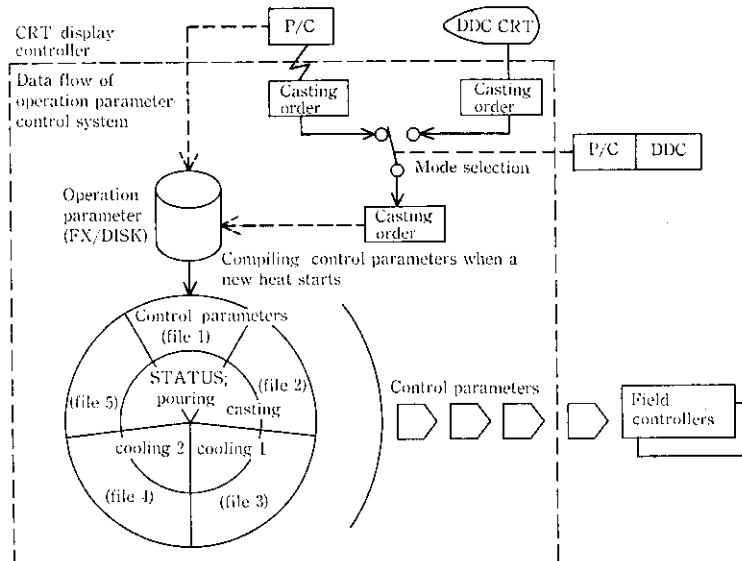 CRT display
controller
P/C
DDC CRT
Data flow of
operation parameter
control system
Casting
order
Casting
order
P/C DDC
Mode selection
Operation
parameter
(FX/DISK)
Casting
order
Compiling control parameters when a
new heat starts
Control parameters
(file 1)
STATUS;
pouring
(file 2)
(file 5)
casting
cooling 2
cooling 1
(file 4)
(file 3)
Control parameters
Field
controllers